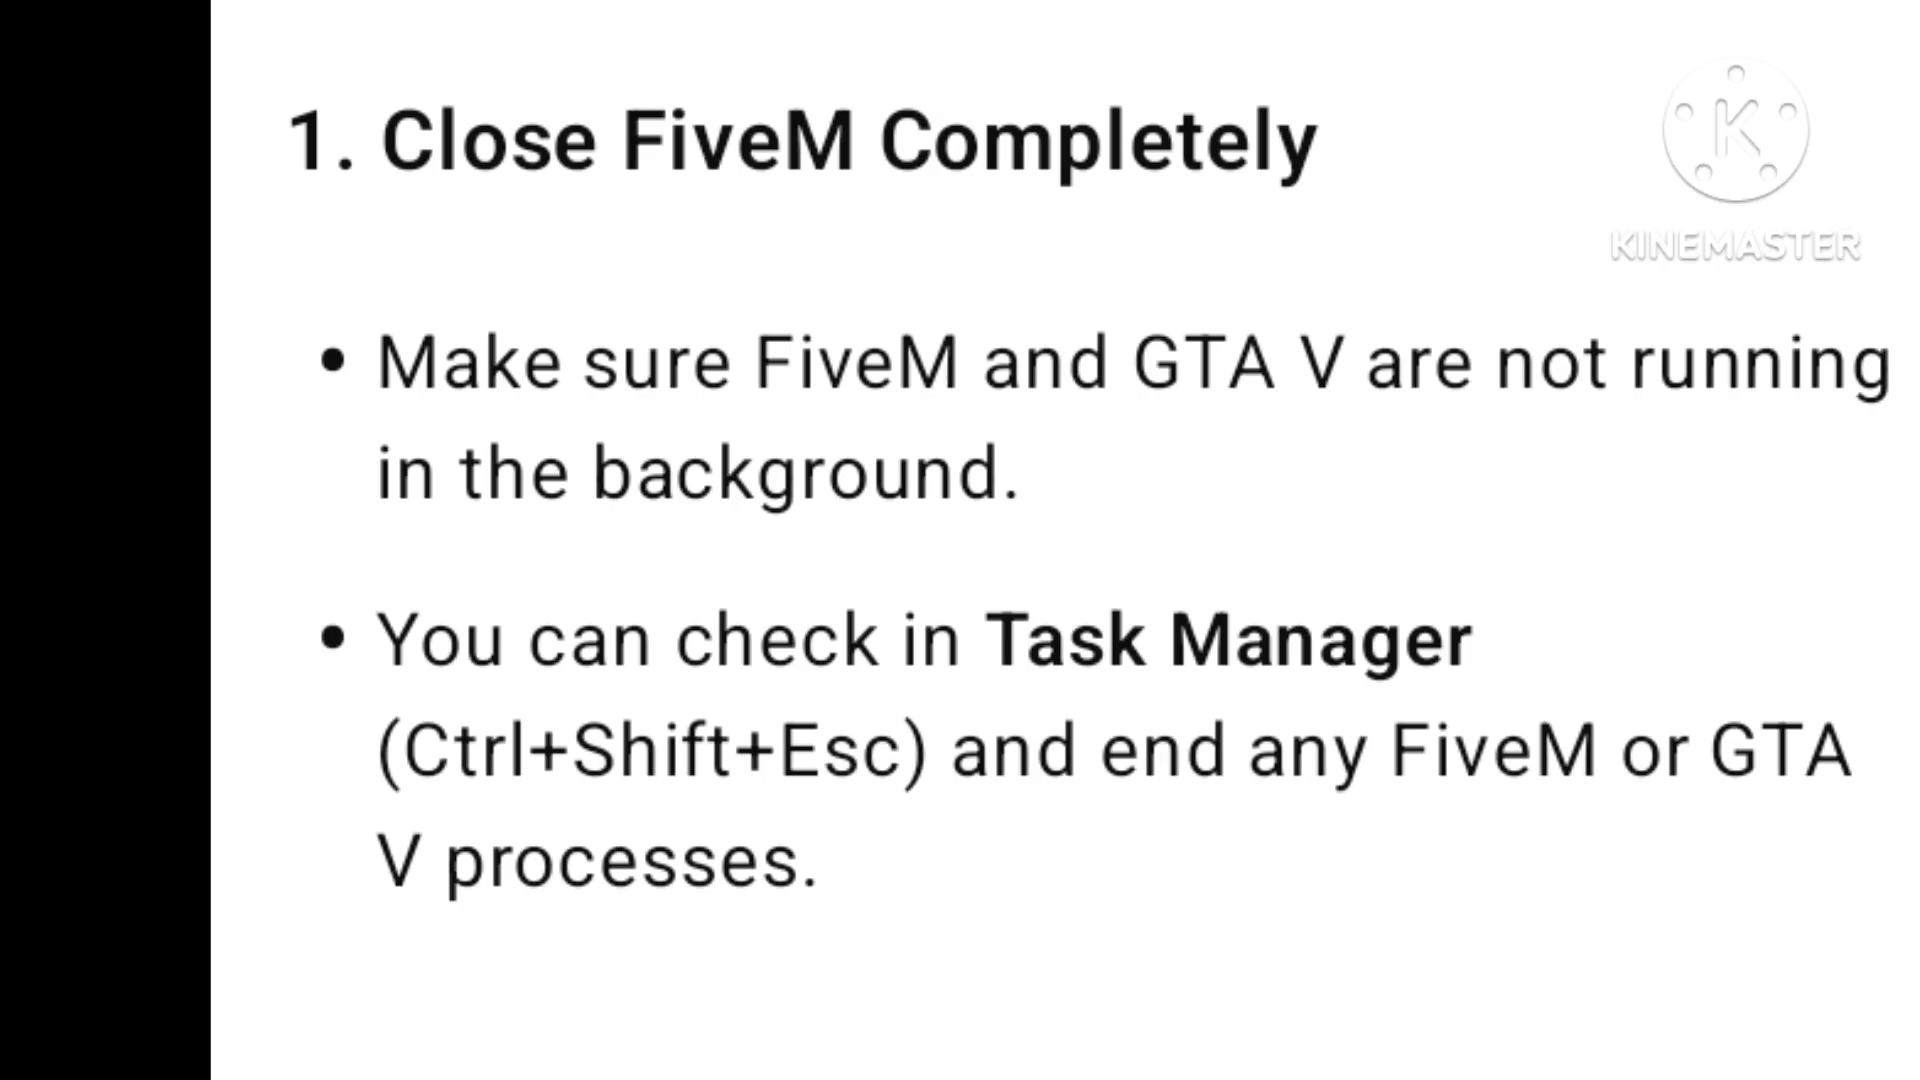 1. Close FiveM Completely
K
KINEMASTER
• Make sure FiveM and GTA V are not running
in the background.
• You can check in Task Manager
(Ctrl+Shift+Esc) and end any FiveM or GTA
V processes.